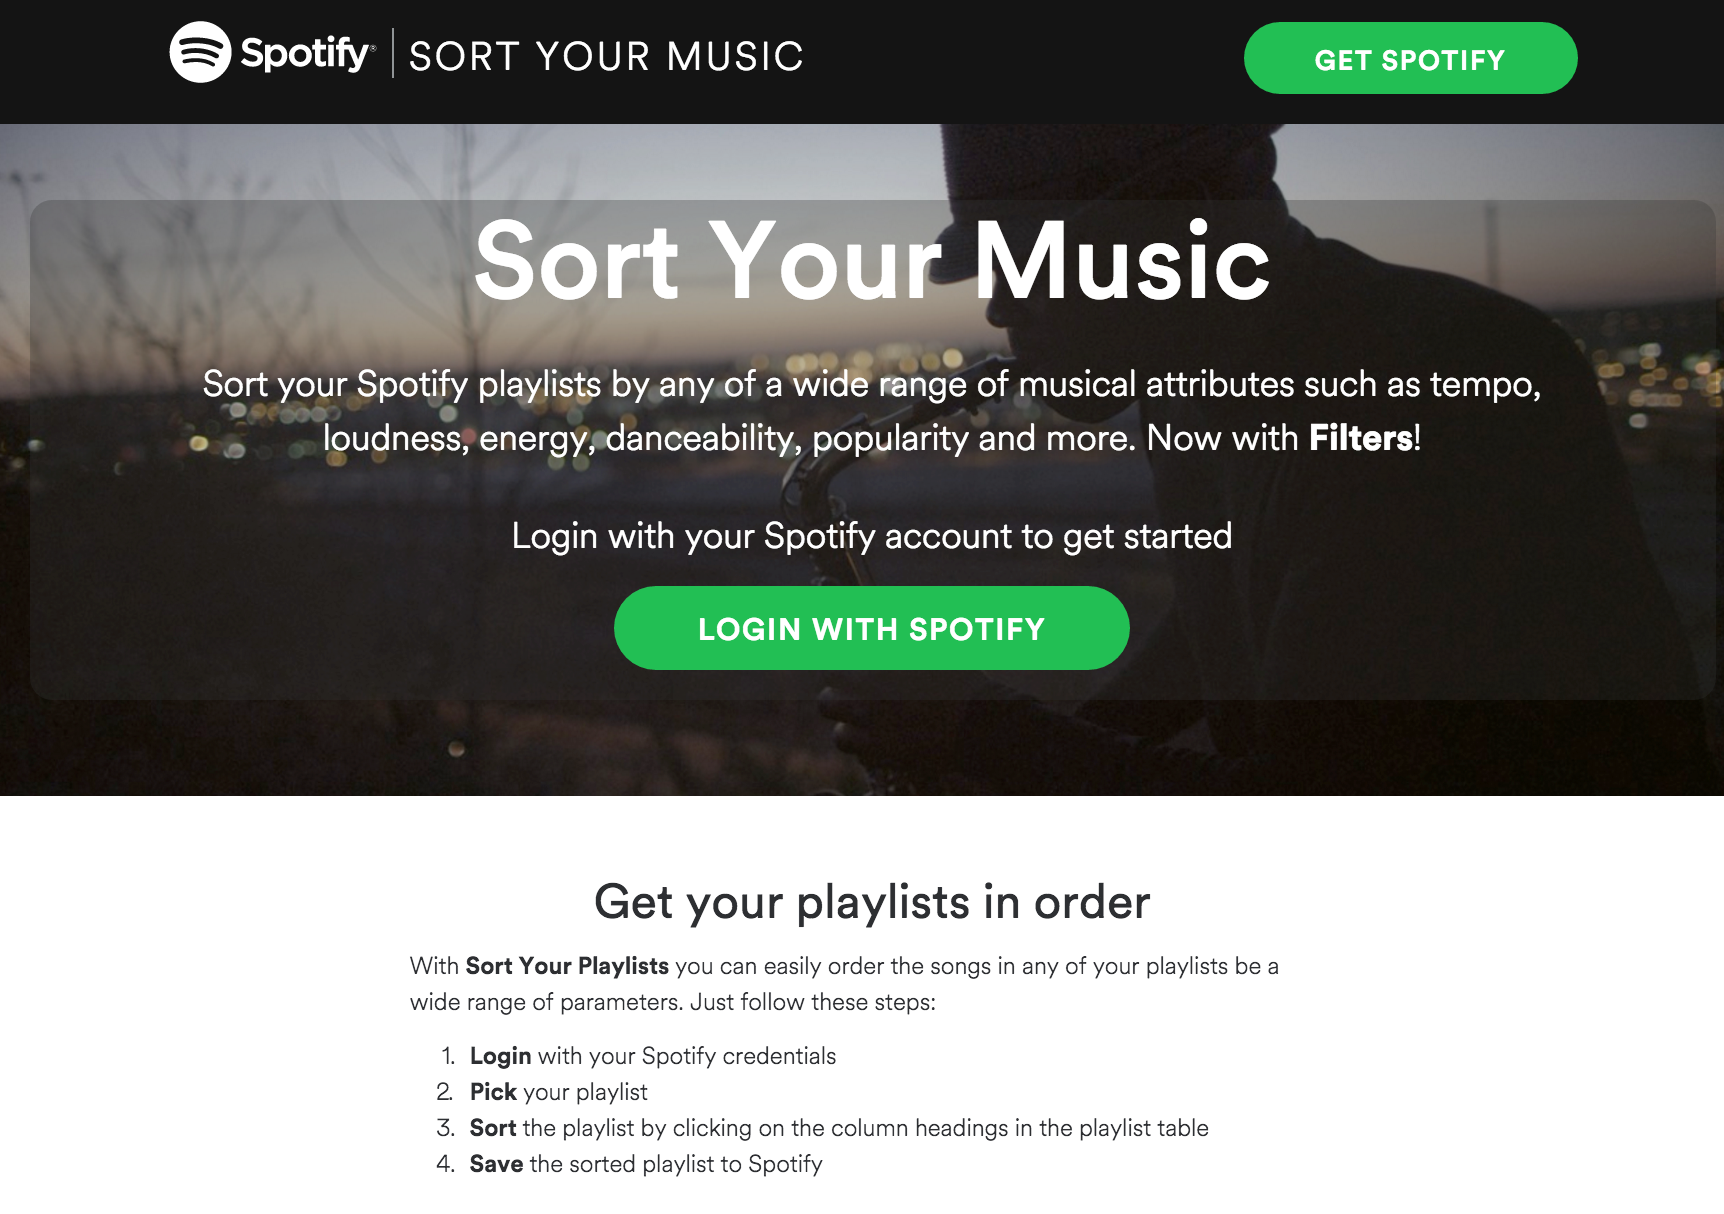 Spotify® SORT YOUR MUSIC
GET SPOTIFY
Sort Your Music
Sort your Spotify playlists by any of a wide range of musical attributes such as tempo,
loudness, energy, danceability, popularity and more. Now with Filters!
Login with your Spotify account to get started
LOGIN WITH SPOTIFY
Get your playlists in order
With Sort Your Playlists you can easily order the songs in any of your playlists be a
wide range of parameters. Just follow these steps:
1. Login with your Spotify credentials
2. Pick your playlist
3. Sort the playlist by clicking on the column headings in the playlist table
4. Save the sorted playlist to Spotify